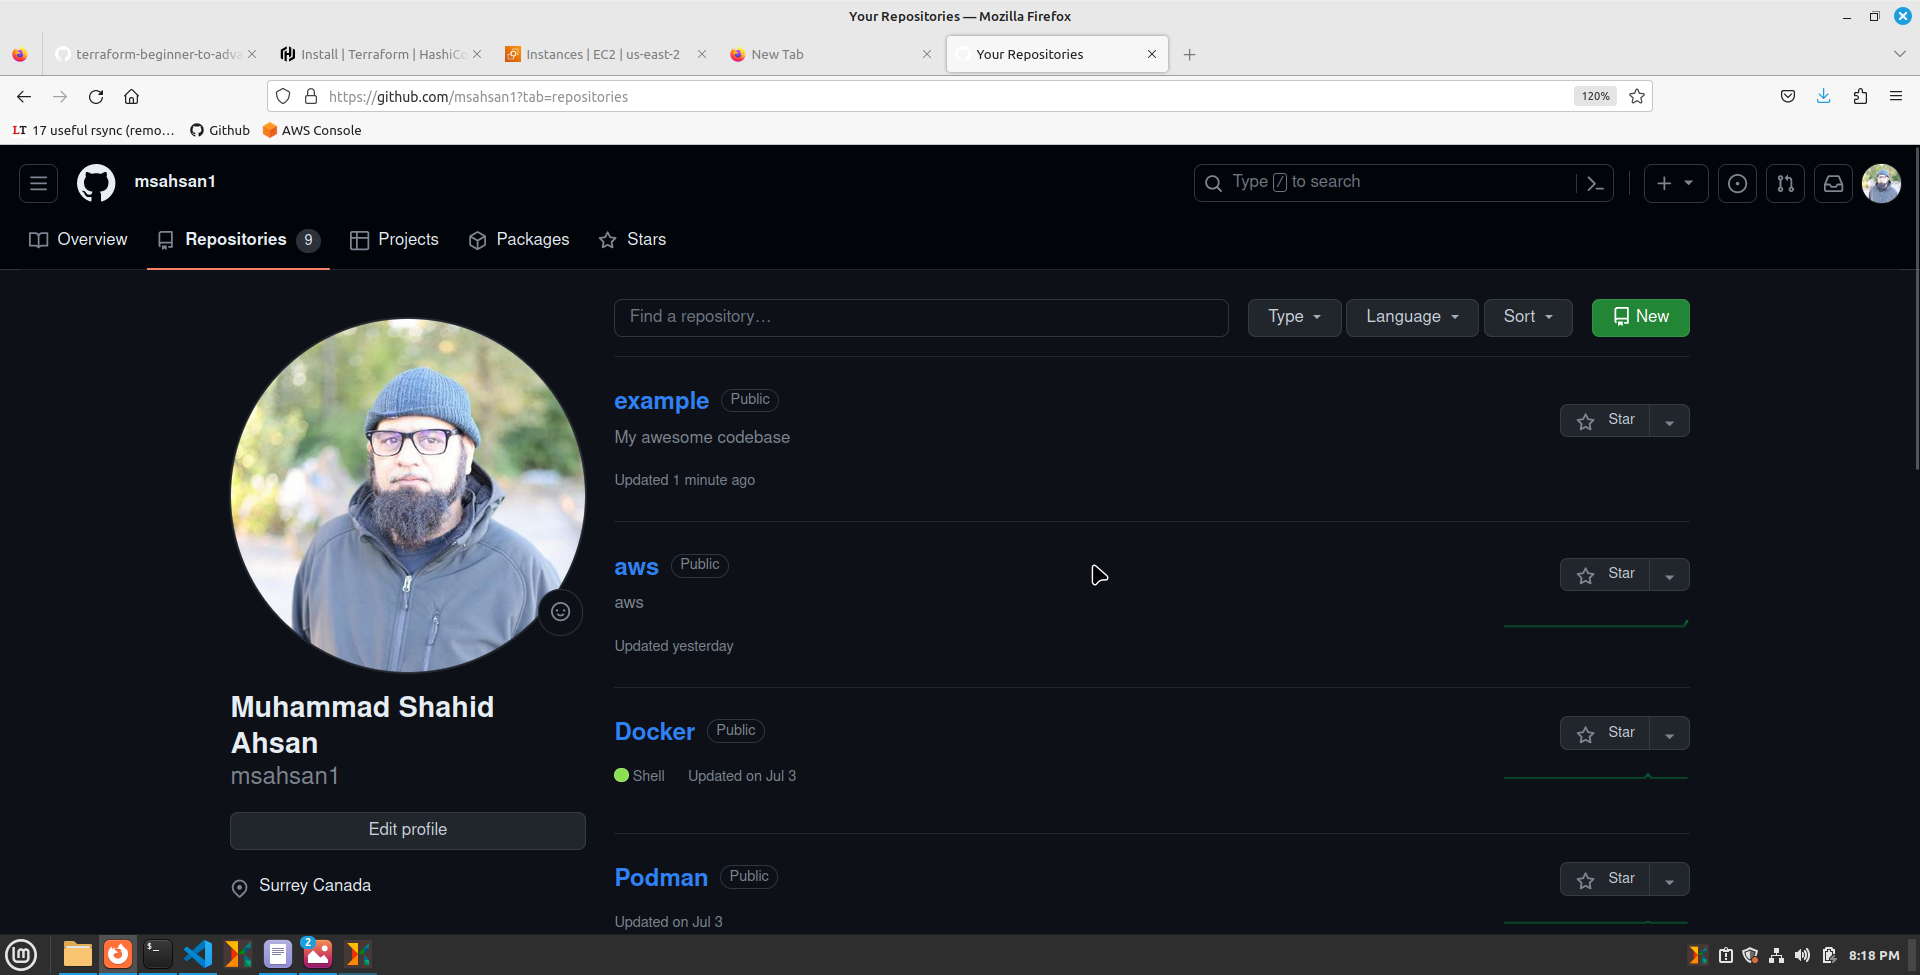 Your Repositories — Mozilla Firefox
terraform-beginner-to-adva
Install | Terraform | HashiCo
Instances | EC2 | us-east-2
New Tab
Your Repositories
https://github.com/msahsan1?tab=repositories
120%
LT 17 useful rsync (remo…
Github
AWS Console
msahsan1
Type / to search
Overview
Repositories 9
Projects
Packages
Stars
Find a repository…
Type
Language
Sort
New
example Public
Star
My awesome codebase
Updated 1 minute ago
aws Public
Star
aws
Updated yesterday
Muhammad Shahid
Ahsan
msahsan1
Edit profile
Surrey Canada
Docker Public
Star
Shell Updated on Jul 3
Podman Public
Star
Updated on Jul 3
2
8:18 PM